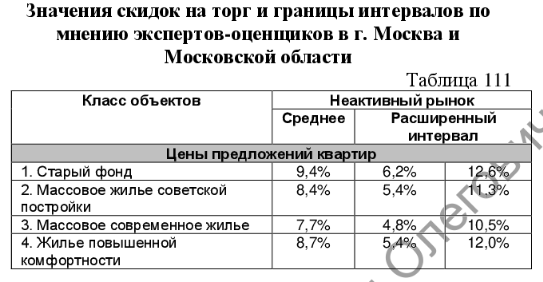 Значения скидок на торг и границы интервалов по
мнению экспертов-оценщиков в г. Москва и
Московской области
Таблица 111
Класс объектов Неактивный рынок
Среднее Расширенный
интервал
Цены предложений квартир
1. Старый фонд 9,4% 6,2% 12,6%
2. Массовое жилье советской 8,4% 5,4% 11,3%
постройки
3. Массовое современное жилье 7,7% 4,8% 10,5%
4. Жилье повышенной 8,7% 5,4% 12,0%
комфортности
Олегович